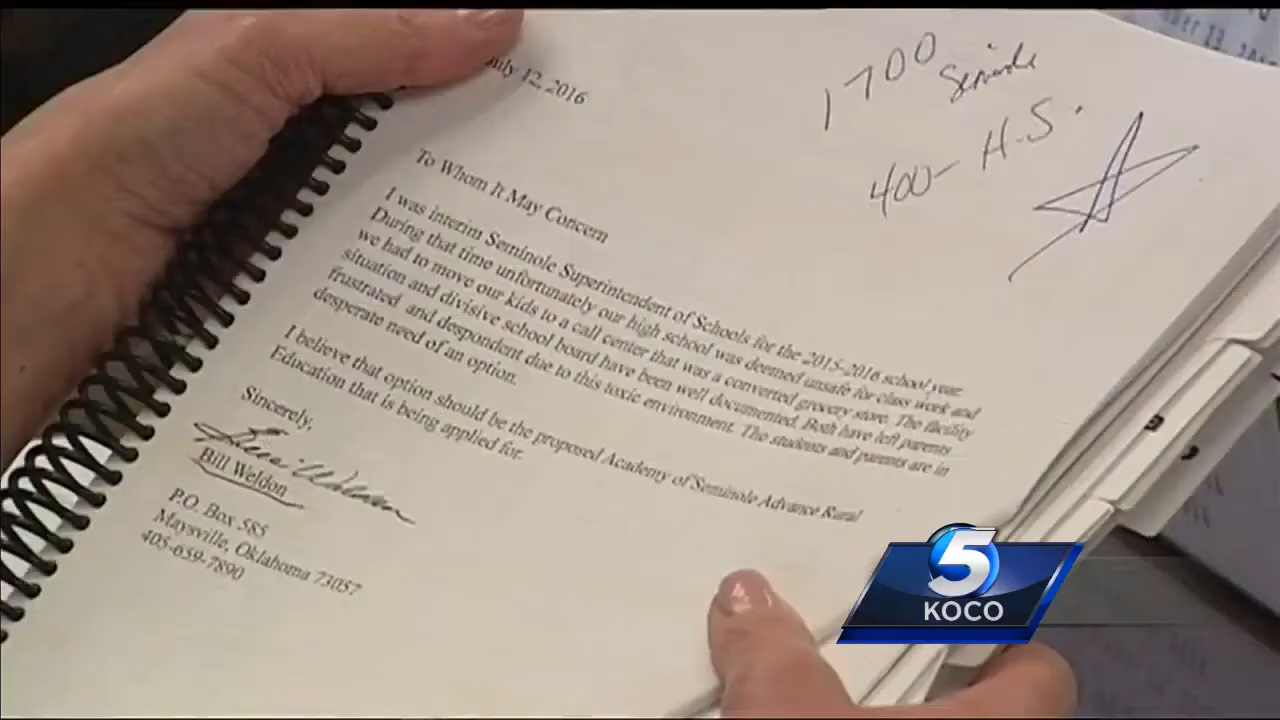 July 12, 2016
1700 Seminole
400- H.S.
To Whom It May Concern
I was interim Seminole Superintendent of Schools for the 2015-2016 school year.
During that time unfortunately our high school was deemed unsafe for class work and
we had to move our kids to a call center that was a converted grocery store. The facility
situation and divisive school board have been well documented. Both have left parents
frustrated and despondent due to this toxic environment. The students and parents are in
desperate need of an option.
I believe that option should be the proposed Academy of Seminole Advance Rural
Education that is being applied for.
Sincerely,
Bill Weldon
P.O. Box 585
Maysville, Oklahoma 73057
405-659-7890
5
KOCO